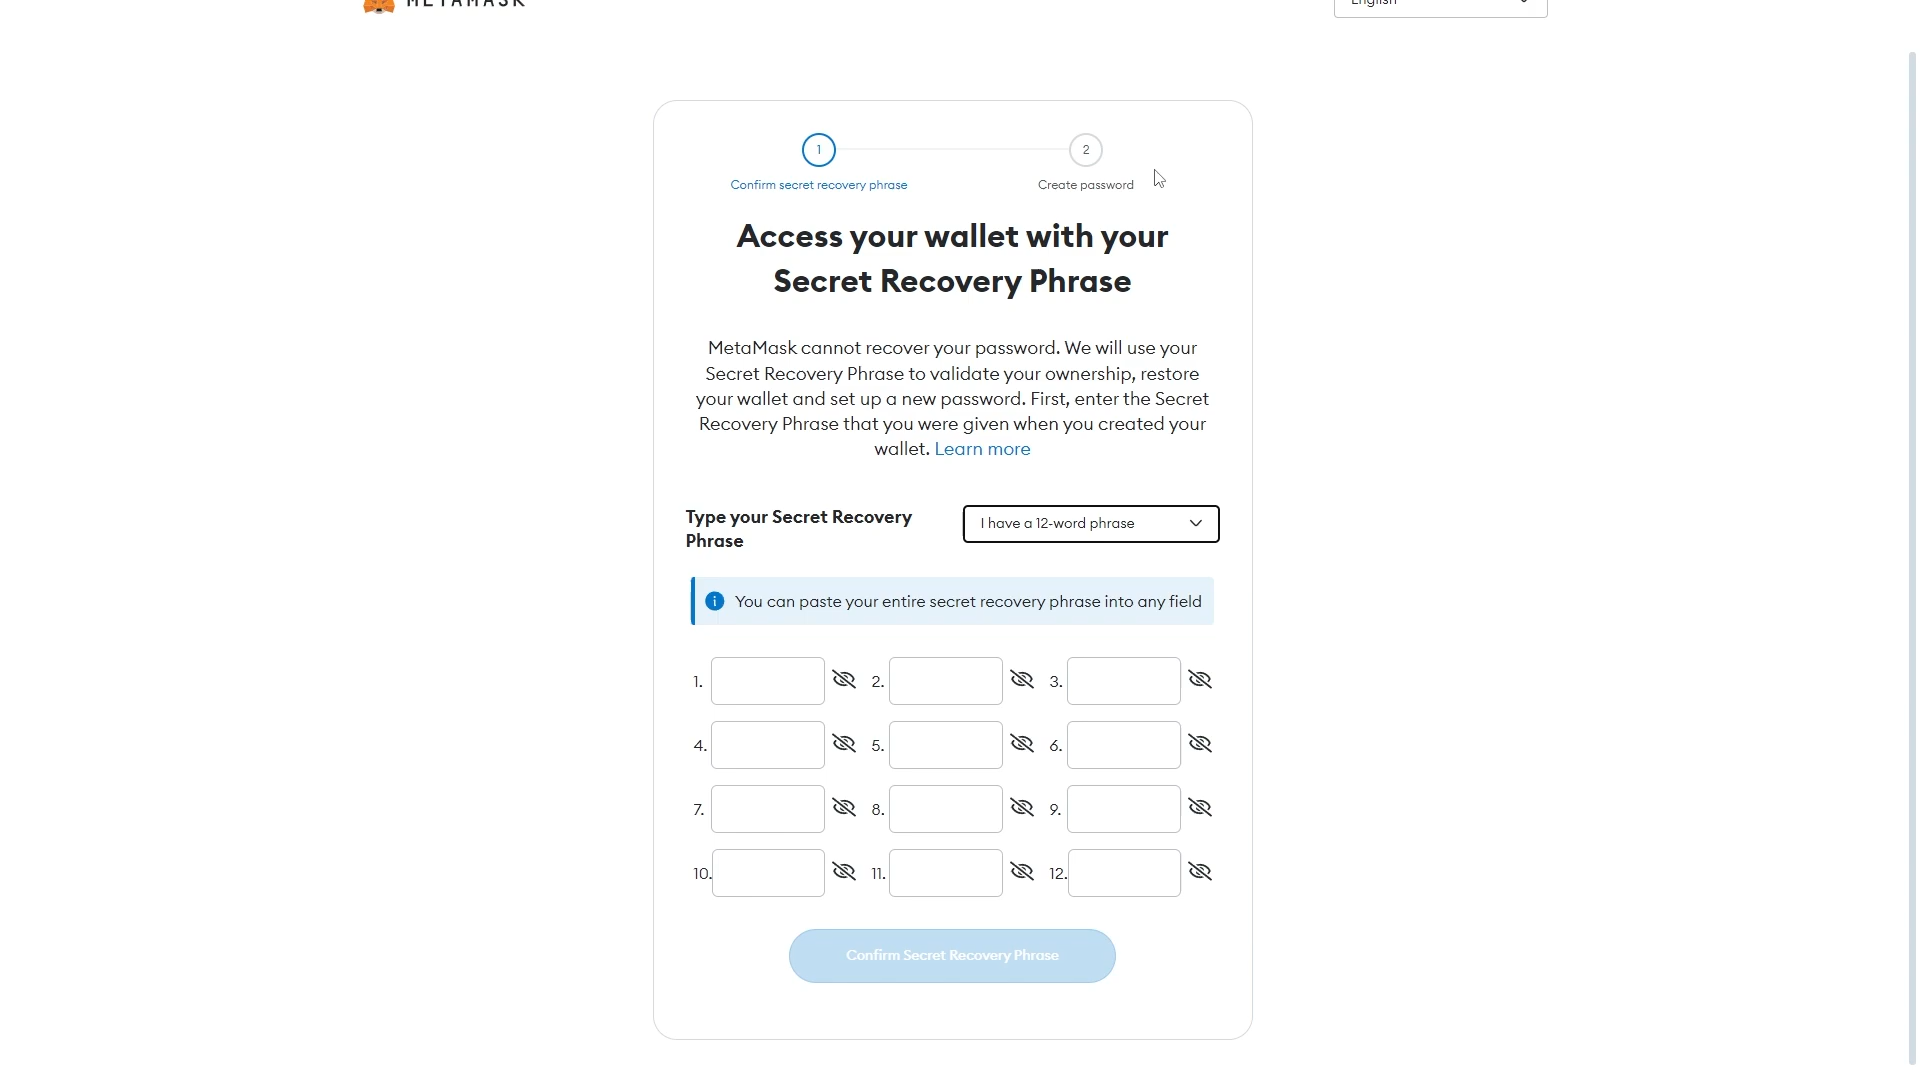 METAMASK
English
1
2
Confirm secret recovery phrase
Create password
Access your wallet with your
Secret Recovery Phrase
MetaMask cannot recover your password. We will use your
Secret Recovery Phrase to validate your ownership, restore
your wallet and set up a new password. First, enter the Secret
Recovery Phrase that you were given when you created your
wallet. Learn more
Type your Secret Recovery
Phrase
I have a 12-word phrase
You can paste your entire secret recovery phrase into any field
1. 2. 3.
4. 5. 6.
7. 8. 9.
10. 11. 12.
Confirm Secret Recovery Phrase